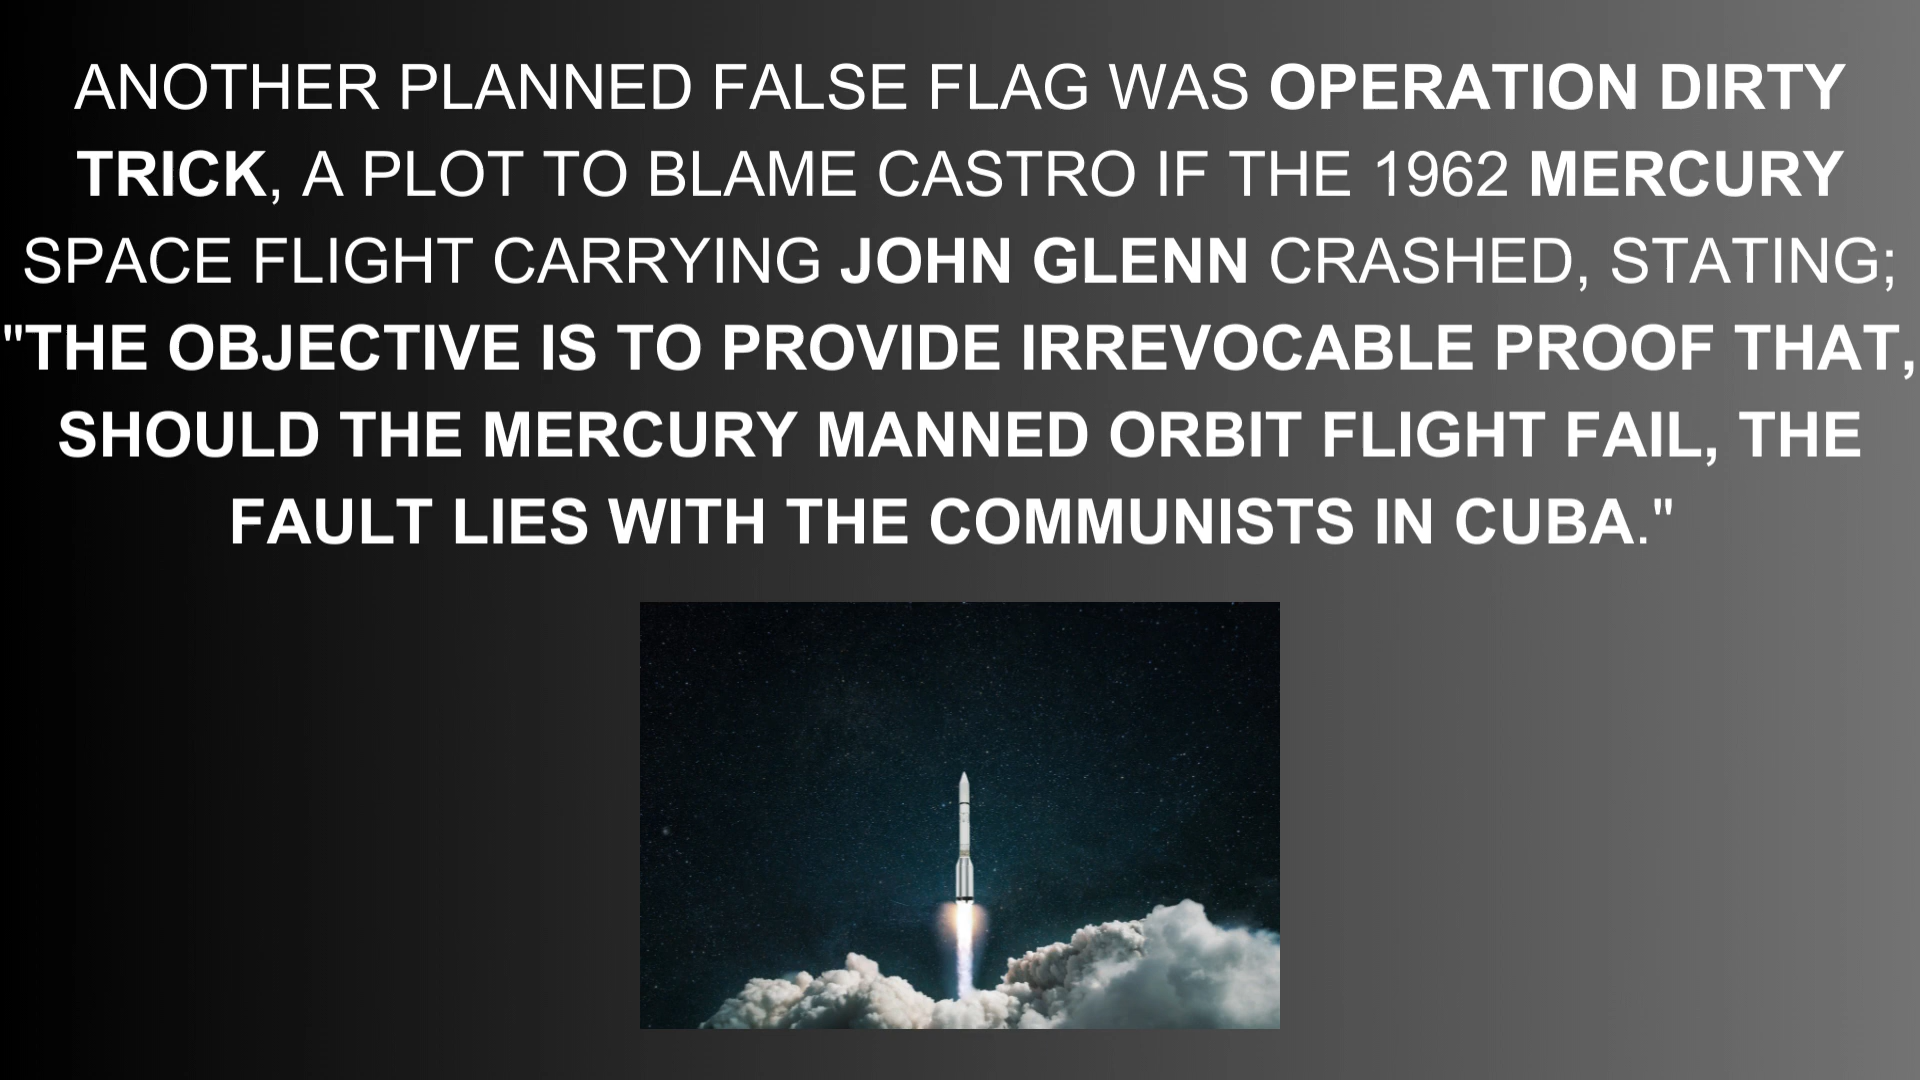 ANOTHER PLANNED FALSE FLAG WAS OPERATION DIRTY
TRICK, A PLOT TO BLAME CASTRO IF THE 1962 MERCURY
SPACE FLIGHT CARRYING JOHN GLENN CRASHED, STATING;
"THE OBJECTIVE IS TO PROVIDE IRREVOCABLE PROOF THAT,
SHOULD THE MERCURY MANNED ORBIT FLIGHT FAIL, THE
FAULT LIES WITH THE COMMUNISTS IN CUBA."